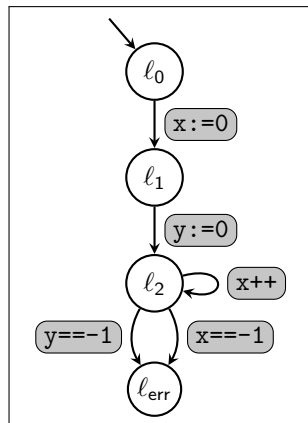 ℓ0
x:=0
ℓ1
y:=0
ℓ2
x++
y==-1
x==-1
ℓerr